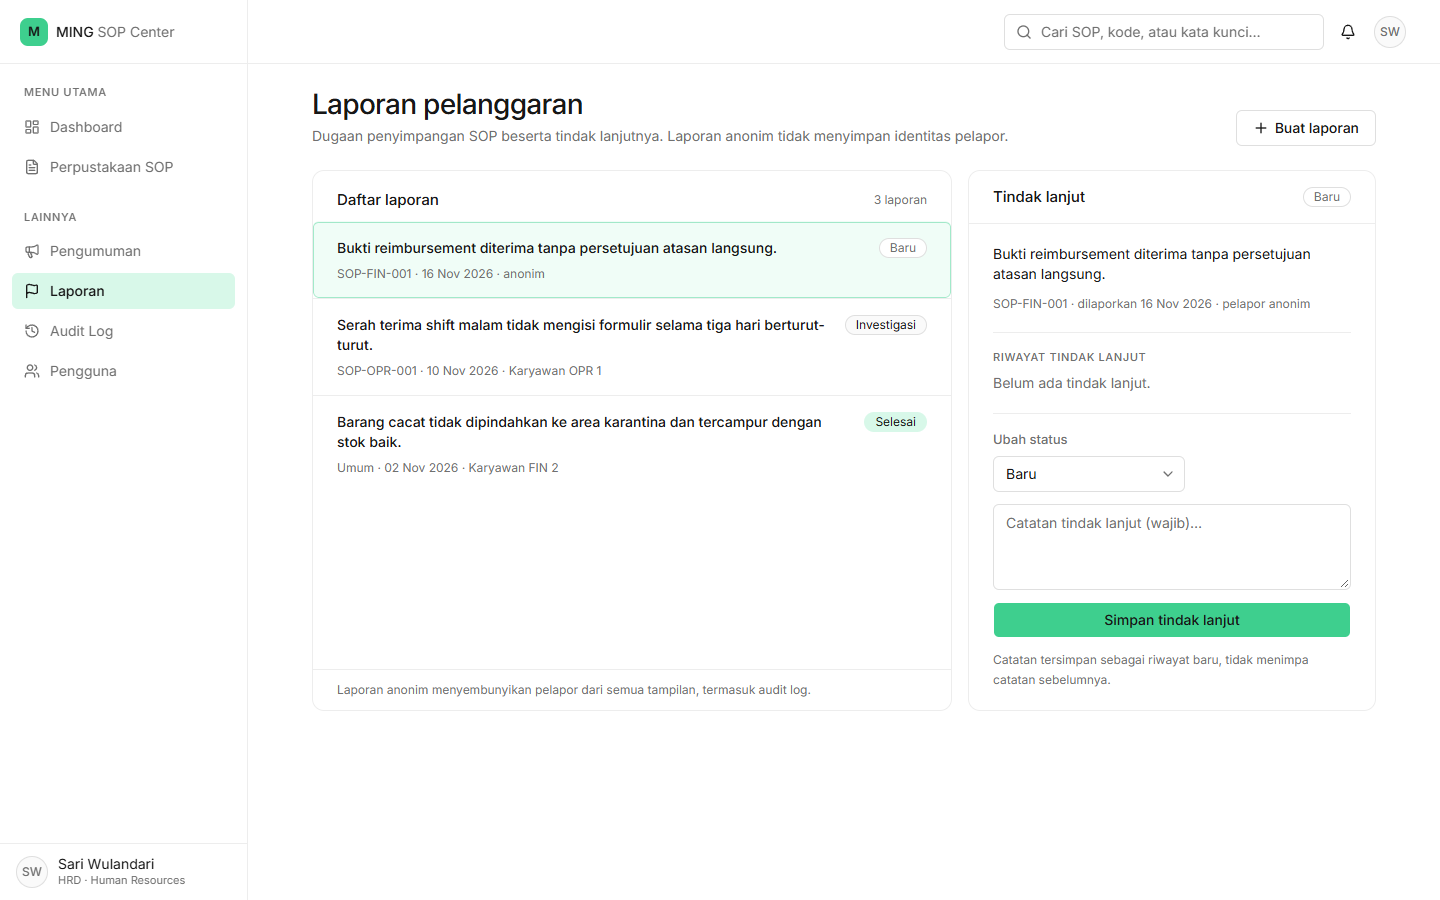 M MING SOP Center
Cari SOP, kode, atau kata kunci...
SW
MENU UTAMA
Dashboard
Perpustakaan SOP
LAINNYA
Pengumuman
Laporan
Audit Log
Pengguna
SW
Sari Wulandari
HRD · Human Resources
Laporan pelanggaran
Dugaan penyimpangan SOP beserta tindak lanjutnya. Laporan anonim tidak menyimpan identitas pelapor.
Buat laporan
Daftar laporan
3 laporan
Bukti reimbursement diterima tanpa persetujuan atasan langsung.
Baru
SOP-FIN-001 · 16 Nov 2026 · anonim
Serah terima shift malam tidak mengisi formulir selama tiga hari berturut-
turut.
Investigasi
SOP-OPR-001 · 10 Nov 2026 · Karyawan OPR 1
Barang cacat tidak dipindahkan ke area karantina dan tercampur dengan
stok baik.
Selesai
Umum · 02 Nov 2026 · Karyawan FIN 2
Laporan anonim menyembunyikan pelapor dari semua tampilan, termasuk audit log.
Tindak lanjut
Baru
Bukti reimbursement diterima tanpa persetujuan
atasan langsung.
SOP-FIN-001 · dilaporkan 16 Nov 2026 · pelapor anonim
RIWAYAT TINDAK LANJUT
Belum ada tindak lanjut.
Ubah status
Baru
Catatan tindak lanjut (wajib)...
Simpan tindak lanjut
Catatan tersimpan sebagai riwayat baru, tidak menimpa
catatan sebelumnya.